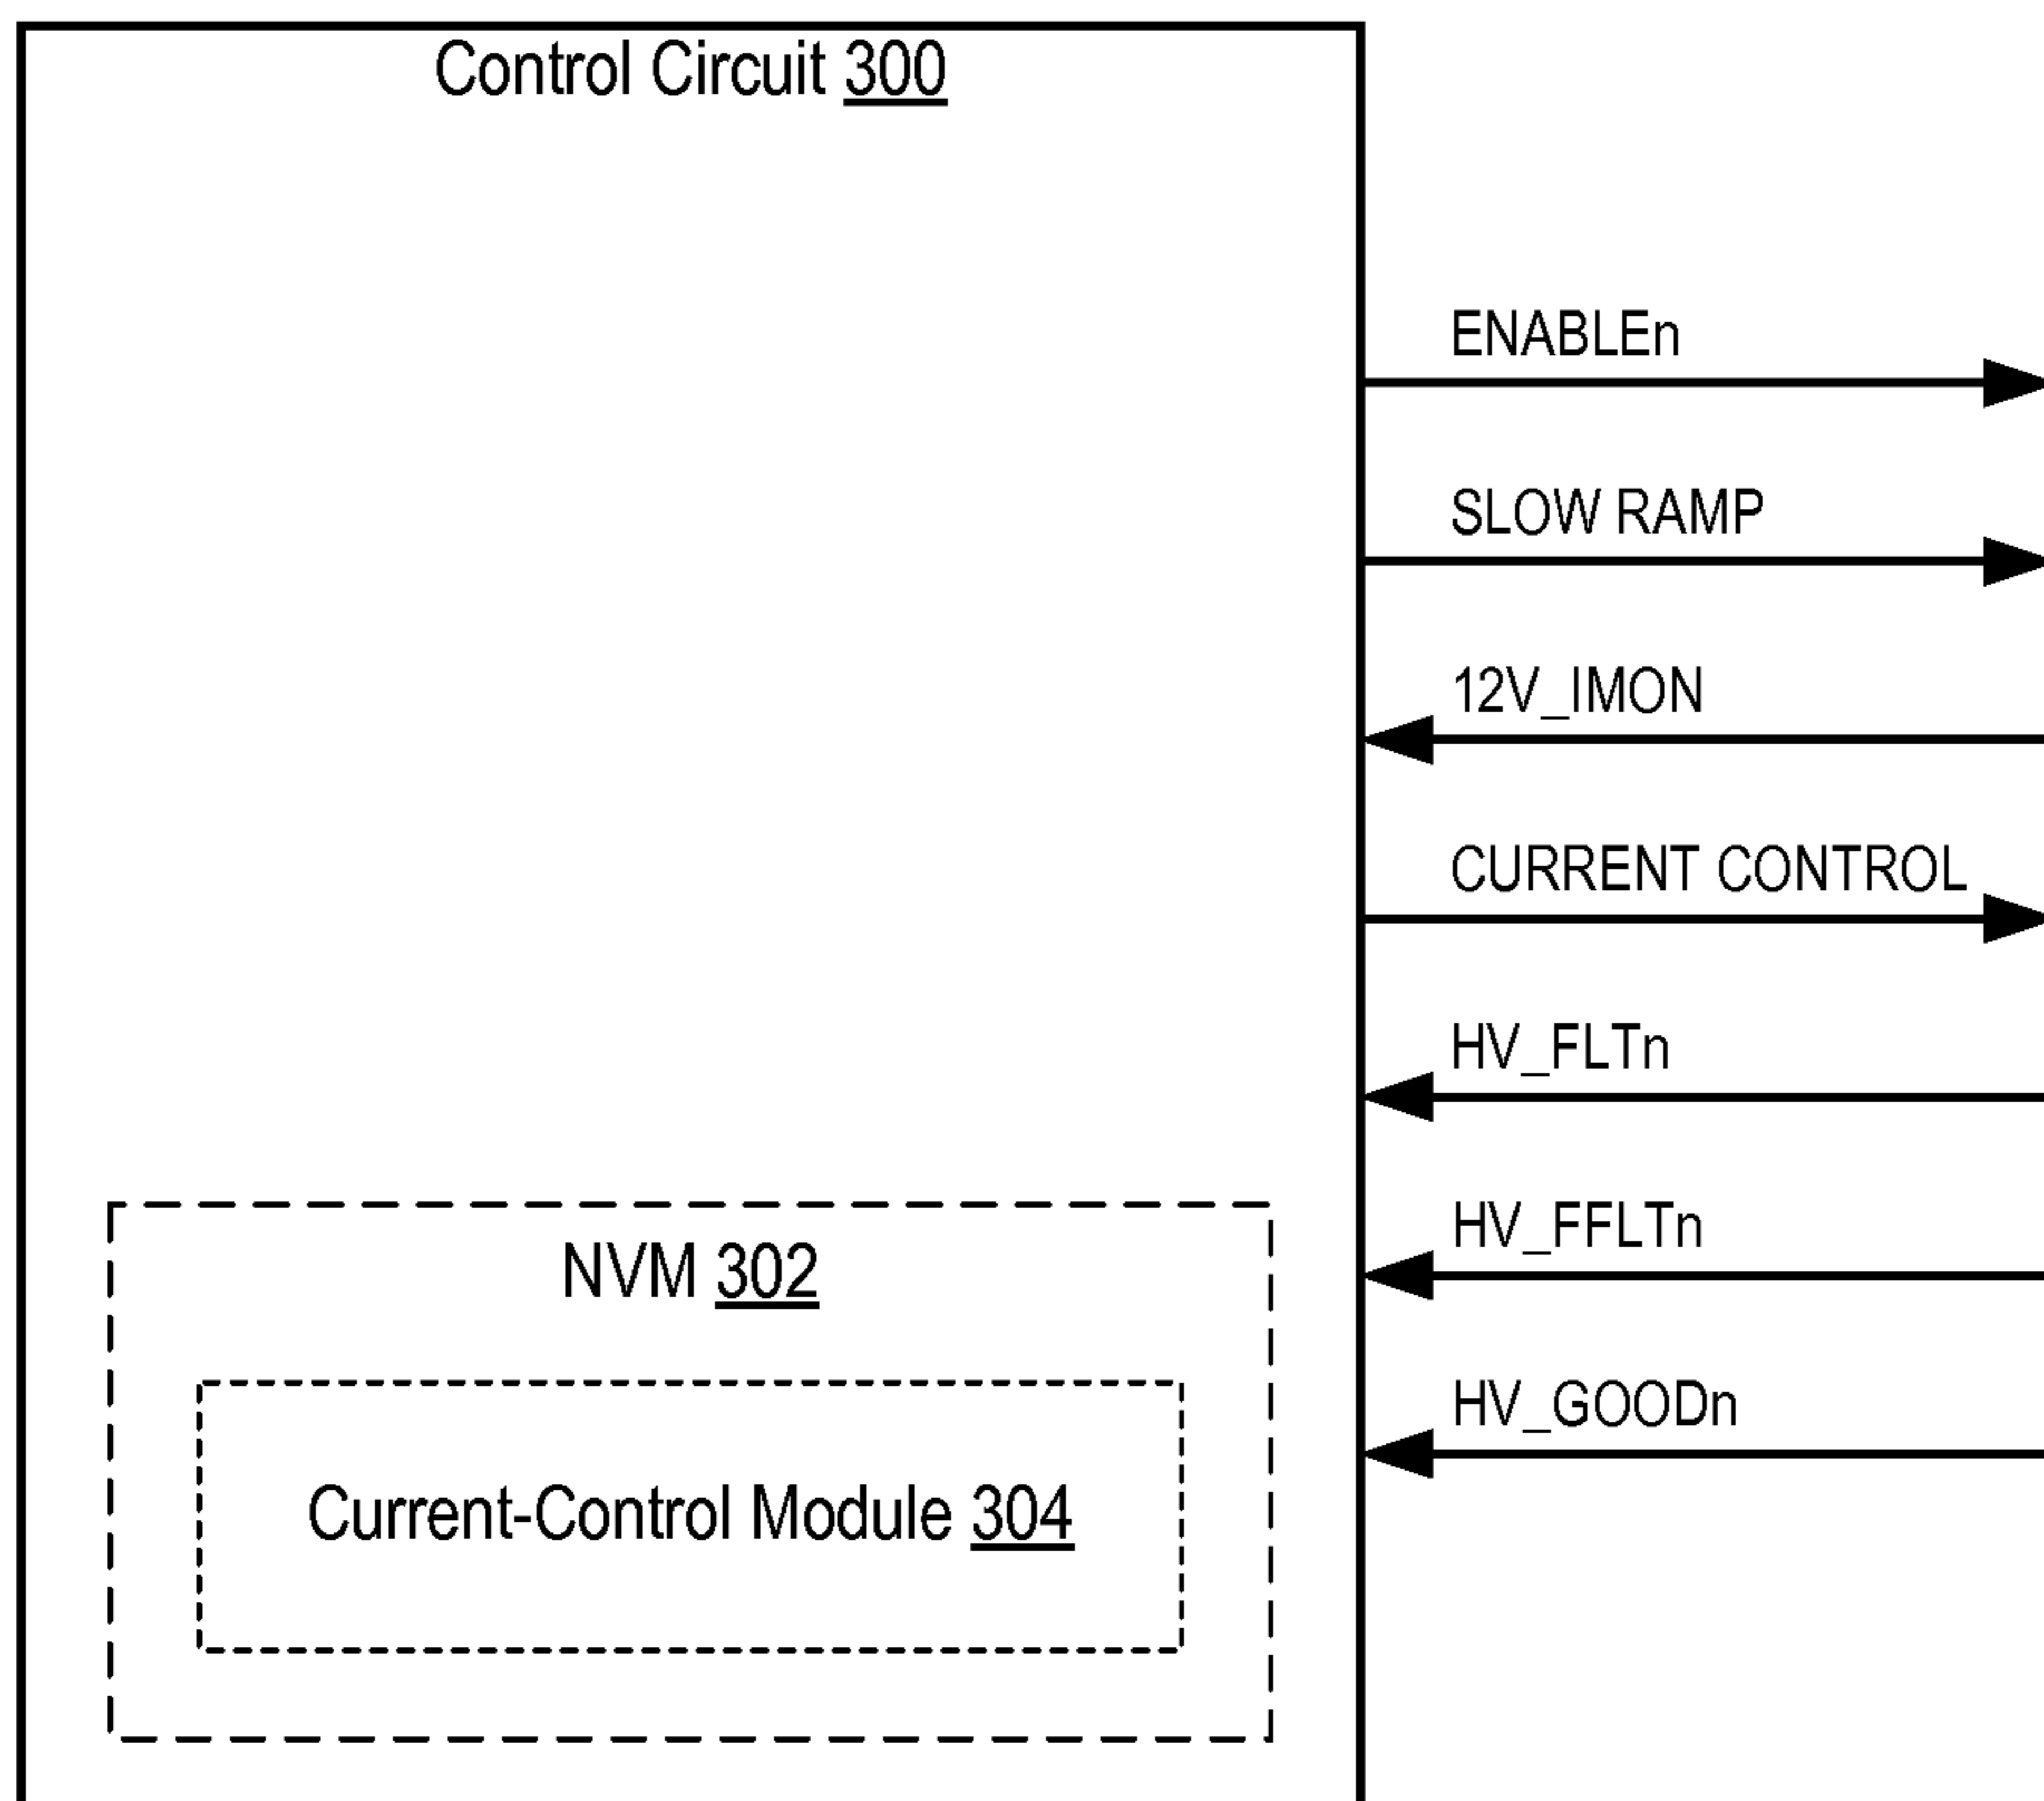 Control Circuit 300
ENABLEn
SLOW RAMP
12V_IMON
CURRENT CONTROL
HV_FLTn
HV_FFLTn
HV_GOODn
NVM 302
Current-Control Module 304